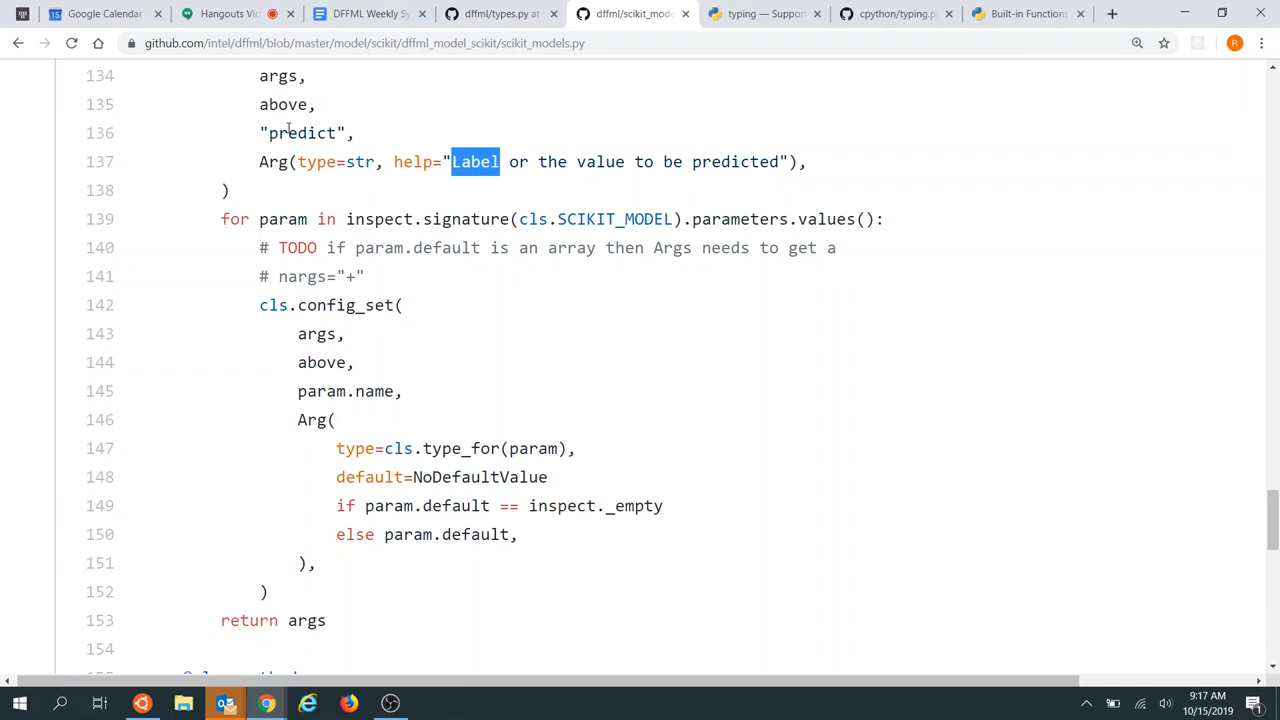 Google Calendar
Hangouts Vid
DFFML Weekly Sy
dffml/types.py at
dffml/scikit_mode
typing — Support
cpython/typing.p
Built-in Functions
github.com/intel/dffml/blob/master/model/scikit/dffml_model_scikit/scikit_models.py
R
134 args,
135 above,
136 "predict",
137 Arg(type=str, help="Label or the value to be predicted"),
138 )
139 for param in inspect.signature(cls.SCIKIT_MODEL).parameters.values():
140 # TODO if param.default is an array then Args needs to get a
141 # nargs="+"
142 cls.config_set(
143 args,
144 above,
145 param.name,
146 Arg(
147 type=cls.type_for(param),
148 default=NoDefaultValue
149 if param.default == inspect._empty
150 else param.default,
151 ),
152 )
153 return args
154
9:17 AM
10/15/2019